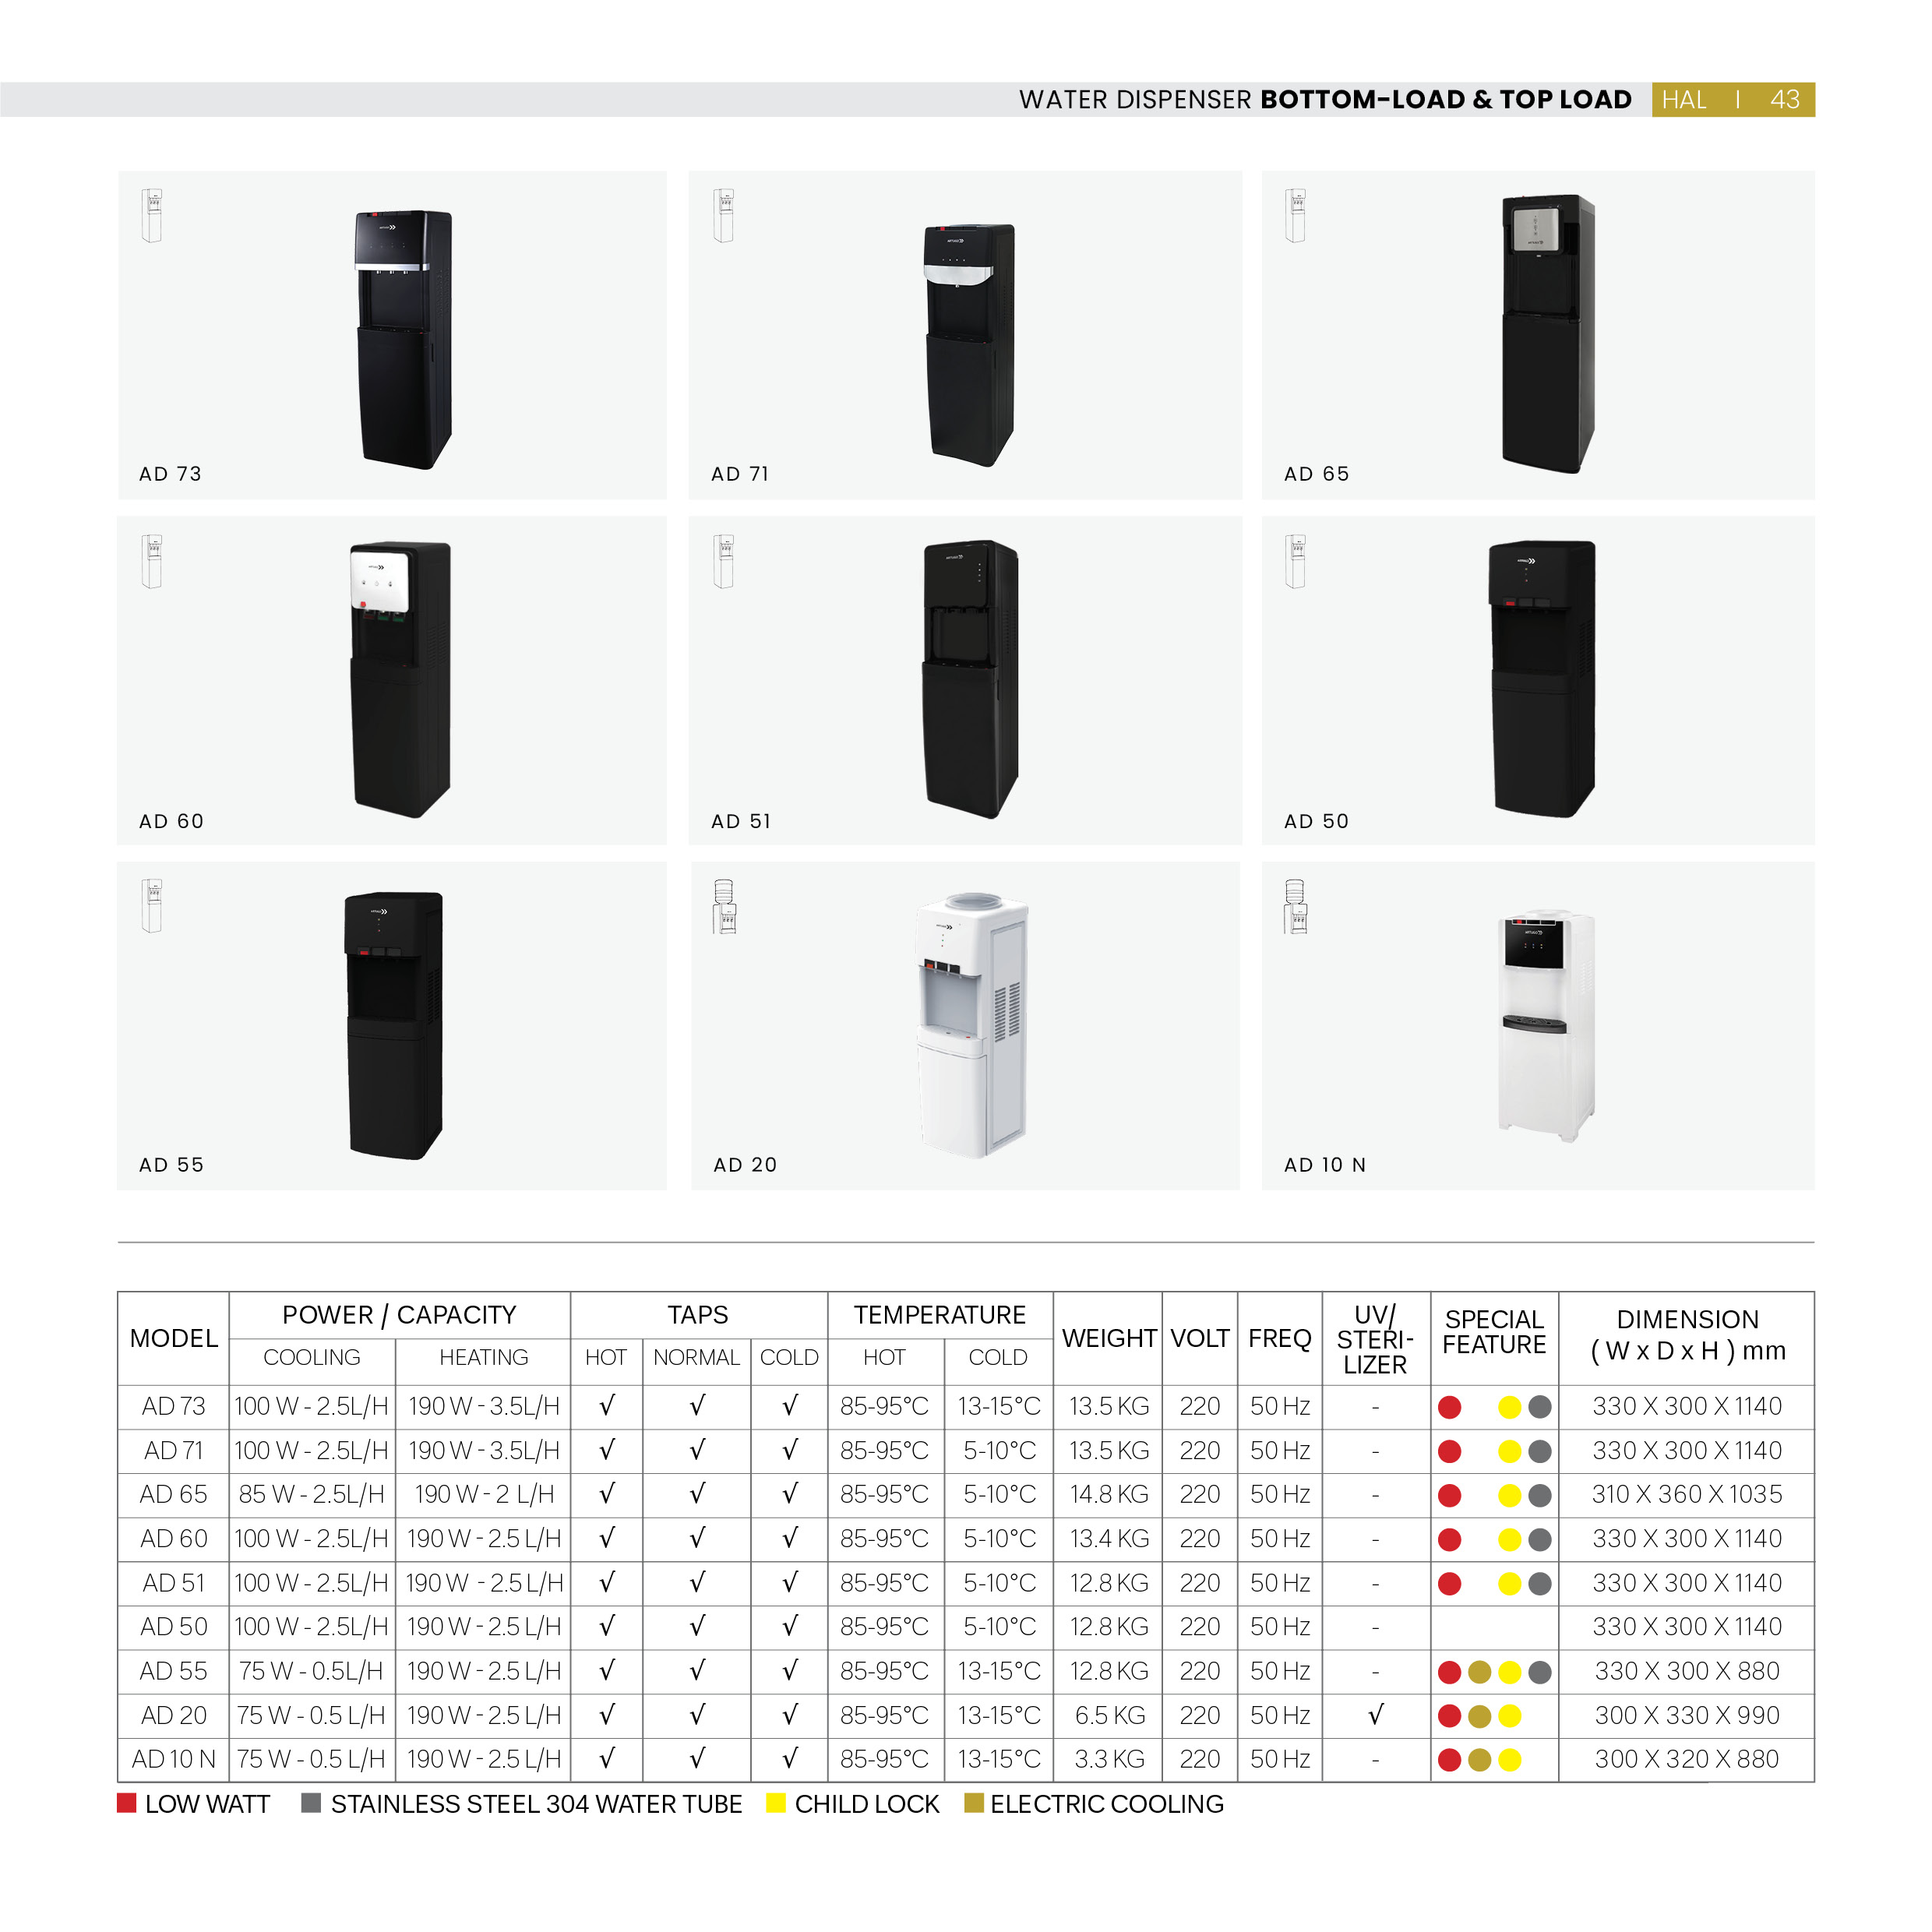 WATER DISPENSER BOTTOM-LOAD & TOP LOAD HAL | 43
AD 73
AD 71
AD 65
AD 60
AD 51
AD 50
AD 55
AD 20
AD 10 N
MODEL POWER / CAPACITY TAPS TEMPERATURE WEIGHT VOLT FREQ UV/ STERI- LIZER SPECIAL FEATURE DIMENSION ( W x D x H ) mm
COOLING HEATING HOT NORMAL COLD HOT COLD
AD 73 100 W - 2.5L/H 190 W - 3.5L/H √ √ √ 85-95°C 13-15°C 13.5 KG 220 50 Hz - 330 X 300 X 1140
AD 71 100 W - 2.5L/H 190 W - 3.5L/H √ √ √ 85-95°C 5-10°C 13.5 KG 220 50 Hz - 330 X 300 X 1140
AD 65 85 W - 2.5L/H 190 W - 2 L/H √ √ √ 85-95°C 5-10°C 14.8 KG 220 50 Hz - 310 X 360 X 1035
AD 60 100 W - 2.5L/H 190 W - 2.5 L/H √ √ √ 85-95°C 5-10°C 13.4 KG 220 50 Hz - 330 X 300 X 1140
AD 51 100 W - 2.5L/H 190 W - 2.5 L/H √ √ √ 85-95°C 5-10°C 12.8 KG 220 50 Hz - 330 X 300 X 1140
AD 50 100 W - 2.5L/H 190 W - 2.5 L/H √ √ √ 85-95°C 5-10°C 12.8 KG 220 50 Hz - 330 X 300 X 1140
AD 55 75 W - 0.5L/H 190 W - 2.5 L/H √ √ √ 85-95°C 13-15°C 12.8 KG 220 50 Hz - 330 X 300 X 880
AD 20 75 W - 0.5 L/H 190 W - 2.5 L/H √ √ √ 85-95°C 13-15°C 6.5 KG 220 50 Hz √ 300 X 330 X 990
AD 10 N 75 W - 0.5 L/H 190 W - 2.5 L/H √ √ √ 85-95°C 13-15°C 3.3 KG 220 50 Hz - 300 X 320 X 880
LOW WATT STAINLESS STEEL 304 WATER TUBE CHILD LOCK ELECTRIC COOLING